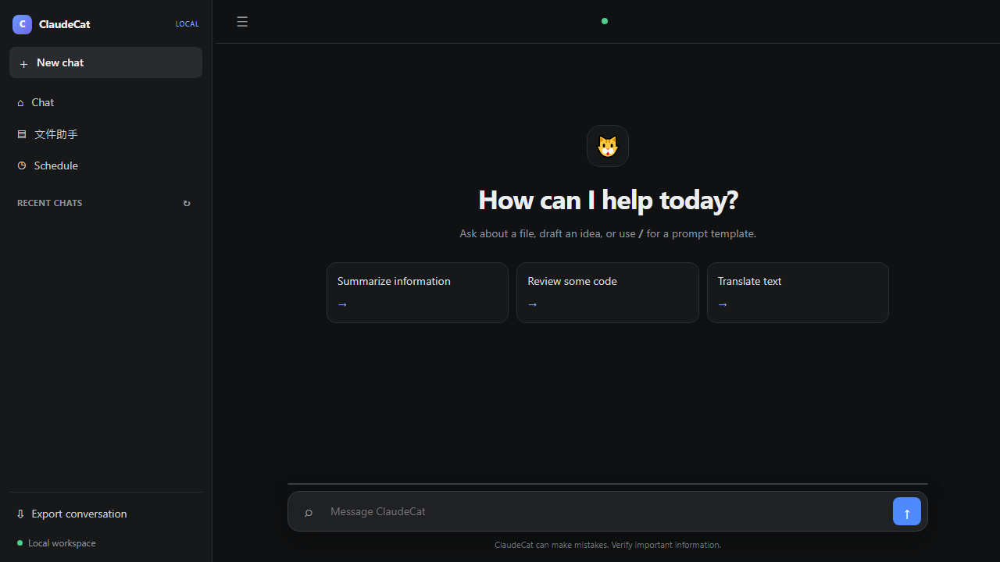 C ClaudeCat LOCAL
+ New chat
Chat
文件助手
Schedule
RECENT CHATS
Export conversation
Local workspace
How can I help today?
Ask about a file, draft an idea, or use / for a prompt template.
Summarize information
→
Review some code
→
Translate text
→
Message ClaudeCat
↑
ClaudeCat can make mistakes. Verify important information.